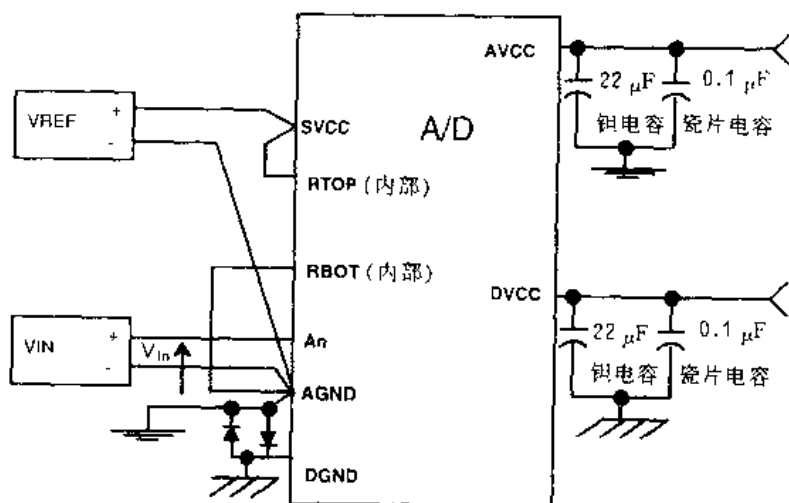 AVCC
22 μF
0.1 μF
钽电容
瓷片电容
+
VREF
-
SVCC
A/D
RTOP (内部)
RBOT (内部)
DVCC
22 μF
0.1 μF
钽电容
瓷片电容
+
VIN
-
Vin
An
AGND
DGND